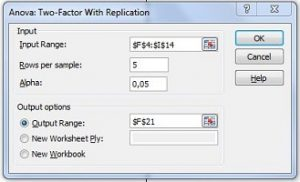 Anova: Two-Factor With Replication
Input
Input Range: $F$4:$I$14
Rows per sample: 5
Alpha: 0,05
OK
Cancel
Help
Output options
Output Range: $F$21
New Worksheet Ply:
New Workbook